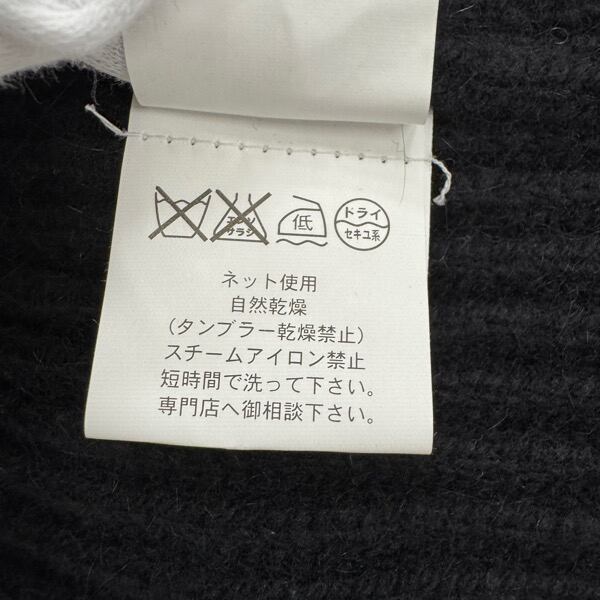 エンソ
サラシ
低
ドライ
セキユ系
ネット使用
自然乾燥
(タンブラー乾燥禁止)
スチームアイロン禁止
短時間で洗って下さい。
専門店へ御相談下さい。